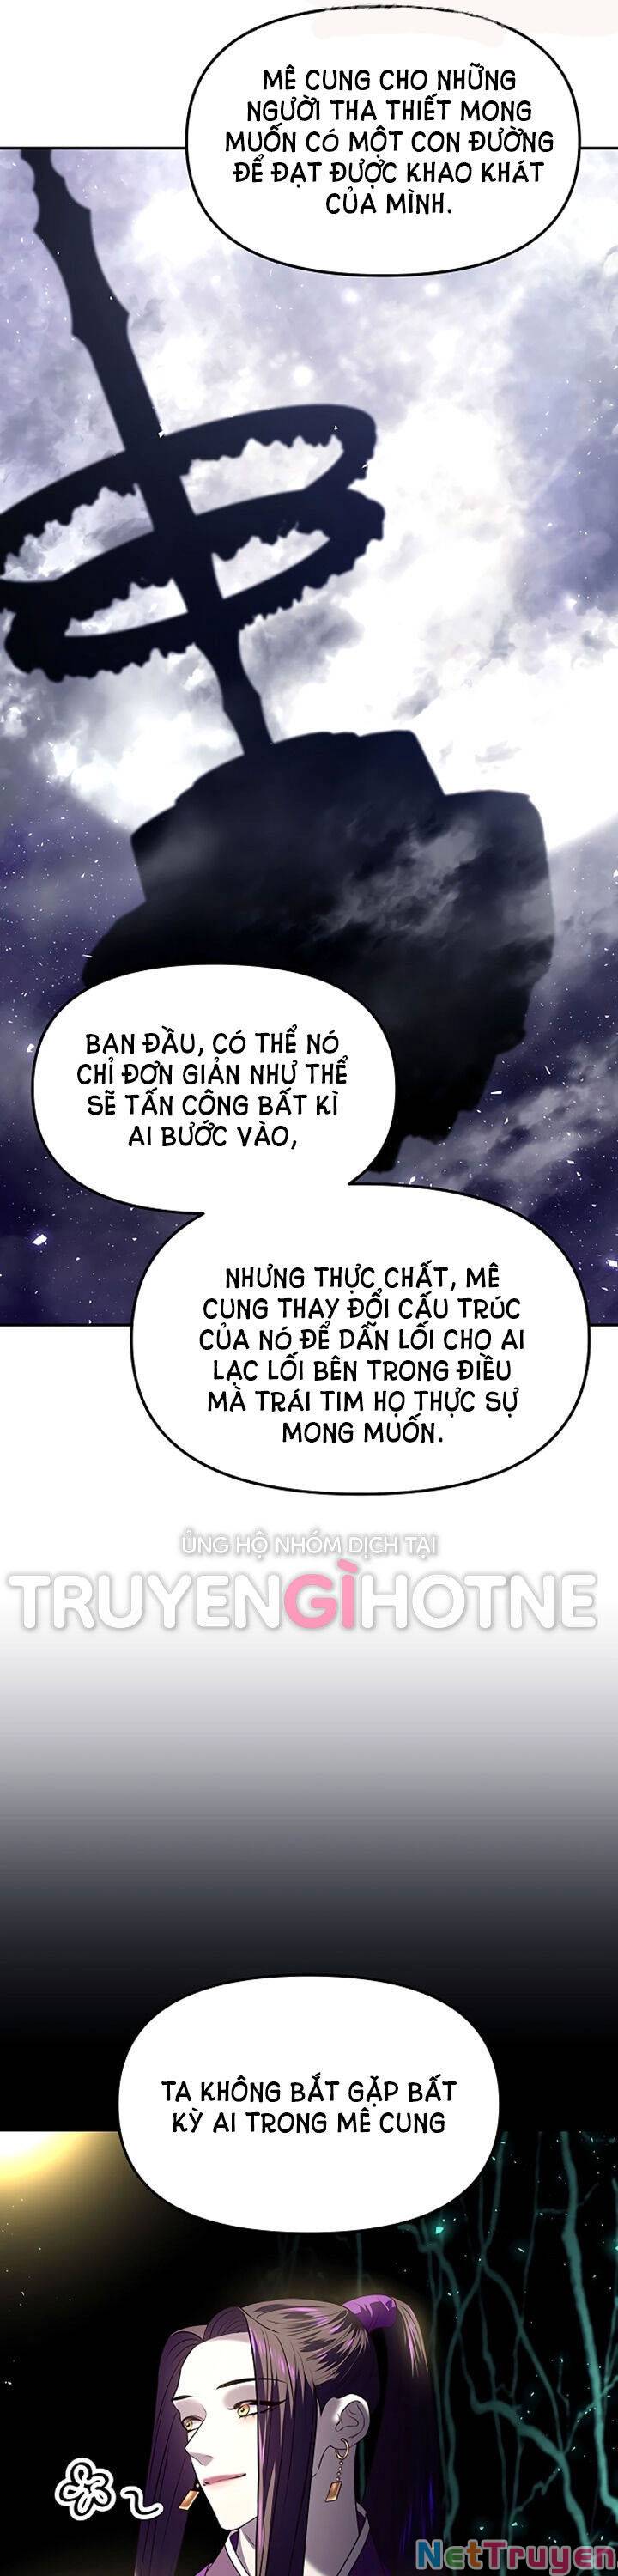 MÊ CUNG CHO NHỮNG
NGƯỜI THA THIẾT MONG
MUỐN CÓ MỘT CON ĐƯỜNG
ĐỂ ĐẠT ĐƯỢC KHAO KHÁT
CỦA MÌNH.
BAN ĐẦU, CÓ THỂ NÓ
CHỈ ĐƠN GIẢN NHƯ THỂ
SẼ TẤN CÔNG BẤT KÌ
AI BƯỚC VÀO,
NHƯNG THỰC CHẤT, MÊ
CUNG THAY ĐỔI CẤU TRÚC
CỦA NÓ ĐỂ DẪN LỐI CHO AI
LẠC LỐI BÊN TRONG ĐIỀU
MÀ TRÁI TIM HỌ THỰC SỰ
MONG MUỐN.
ỦNG HỘ NHÓM DỊCH TẠI
TRUYENGÌHOTNE
TA KHÔNG BẮT GẶP BẤT
KỲ AI TRONG MÊ CUNG
NetTruyen